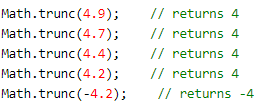 Math.trunc(4.9);    // returns 4
Math.trunc(4.7);    // returns 4
Math.trunc(4.4);    // returns 4
Math.trunc(4.2);    // returns 4
Math.trunc(-4.2);    // returns -4